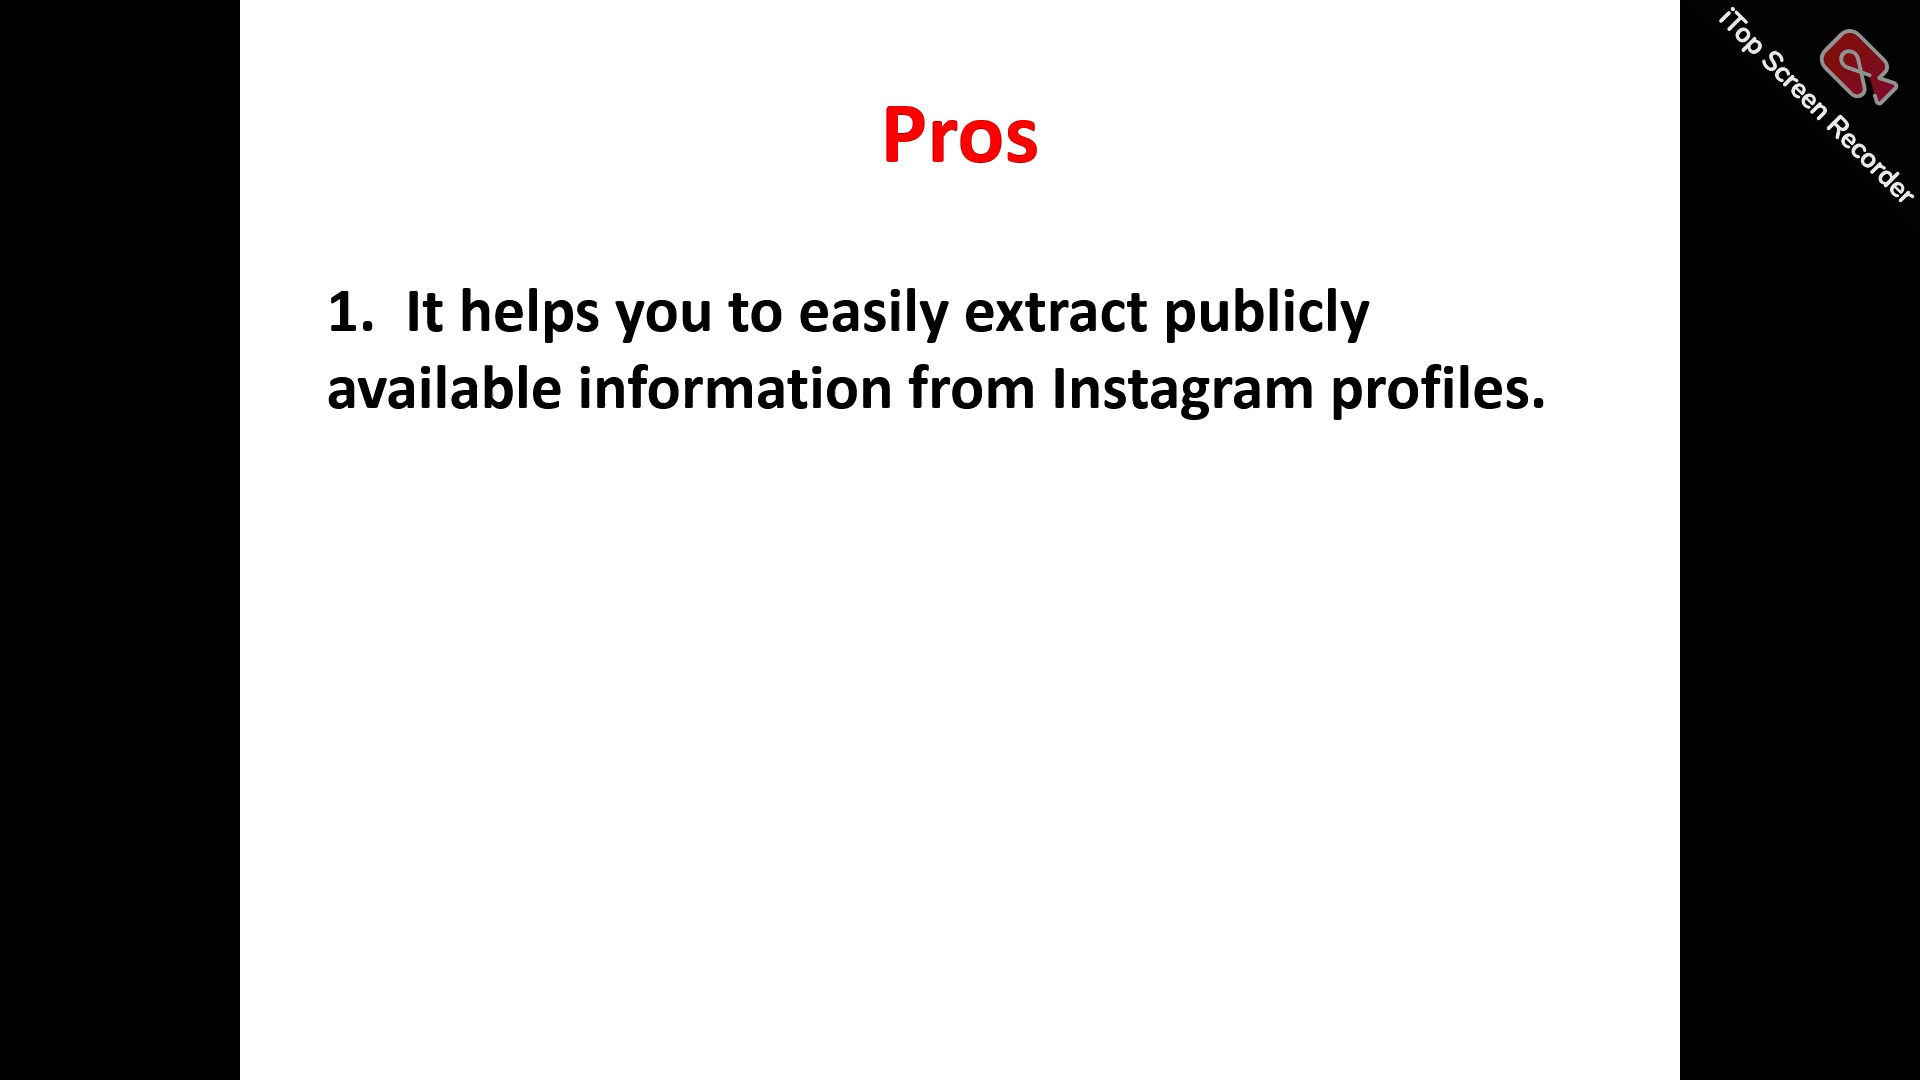 iTop Screen Recorder
Pros
1. It helps you to easily extract publicly
available information from Instagram profiles.